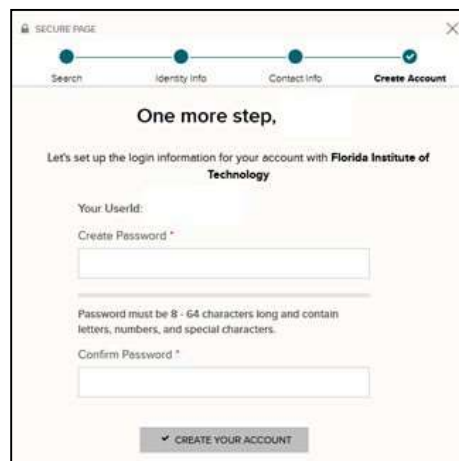 SECURE PAGE
Search Identity Info Contact Info Create Account
One more step,
Let's set up the login information for your account with Florida Institute of
Technology
Your UserId:
Create Password *
Password must be 8 - 64 characters long and contain
letters, numbers, and special characters.
Confirm Password *
✔ CREATE YOUR ACCOUNT